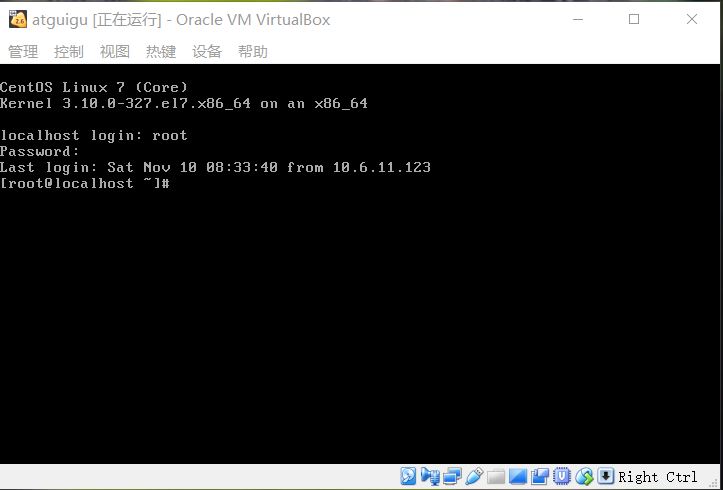 atguigu [正在运行] - Oracle VM VirtualBox
管理 控制 视图 热键 设备 帮助
CentOS Linux 7 (Core)
Kernel 3.10.0-327.el7.x86_64 on an x86_64
localhost login: root
Password:
Last login: Sat Nov 10 08:33:40 from 10.6.11.123
[root@localhost ~]#
Right Ctrl